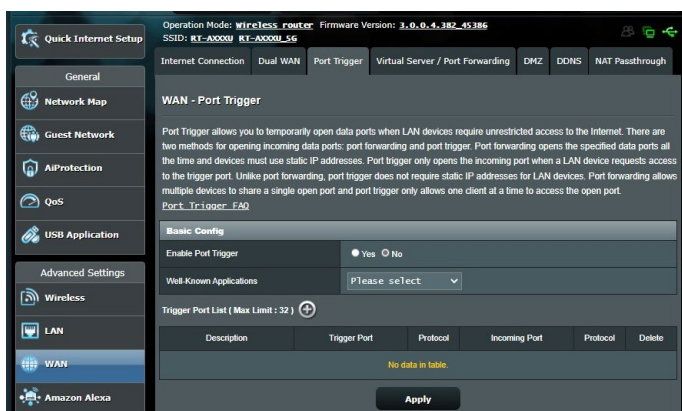 Quick Internet Setup
General
Network Map
Guest Network
AiProtection
QoS
USB Application
Advanced Settings
Wireless
LAN
WAN
Amazon Alexa
Operation Mode: Wireless router Firmware Version: 3.0.0.4.382_45386
SSID: RT-AXXXU RT-AXXXU_5G
Internet Connection Dual WAN Port Trigger Virtual Server / Port Forwarding DMZ DDNS NAT Passthrough
WAN - Port Trigger
Port Trigger allows you to temporarily open data ports when LAN devices require unrestricted access to the Internet. There are
two methods for opening incoming data ports: port forwarding and port trigger. Port forwarding opens the specified data ports all
the time and devices must use static IP addresses. Port trigger only opens the incoming port when a LAN device requests access
to the trigger port. Unlike port forwarding, port trigger does not require static IP addresses for LAN devices. Port forwarding allows
multiple devices to share a single open port and port trigger only allows one client at a time to access the open port.
Port Trigger FAQ
Basic Config
Enable Port Trigger Yes No
Well-Known Applications Please select
Trigger Port List ( Max Limit : 32 )
Description Trigger Port Protocol Incoming Port Protocol Delete
No data in table.
Apply